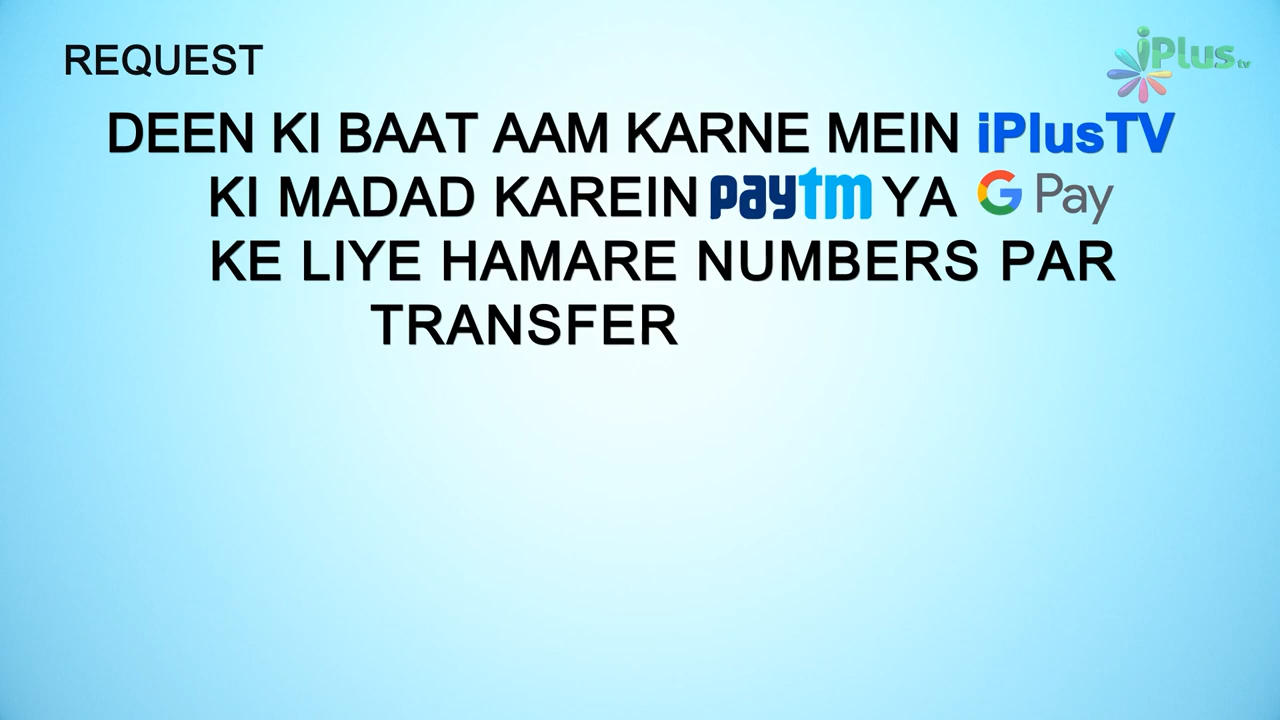 REQUEST
iPlus tv
DEEN KI BAAT AAM KARNE MEIN iPlusTV
KI MADAD KAREIN paytm YA G Pay
KE LIYE HAMARE NUMBERS PAR
TRANSFER